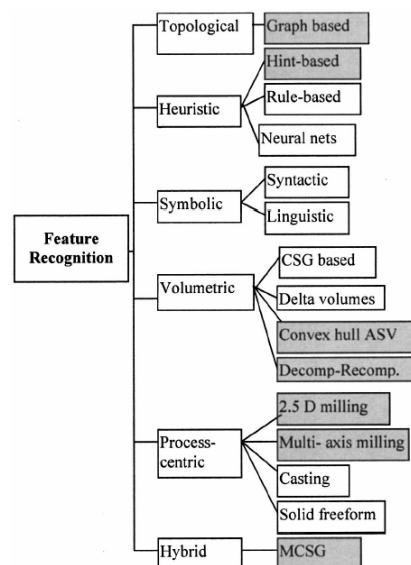 Topological
Graph based
Hint-based
Heuristic
Rule-based
Neural nets
Symbolic
Syntactic
Linguistic
Feature
Recognition
Volumetric
CSG based
Delta volumes
Convex hull ASV
Decomp-Recomp.
Process-
centric
2.5 D milling
Multi- axis milling
Casting
Solid freeform
Hybrid
MCSG